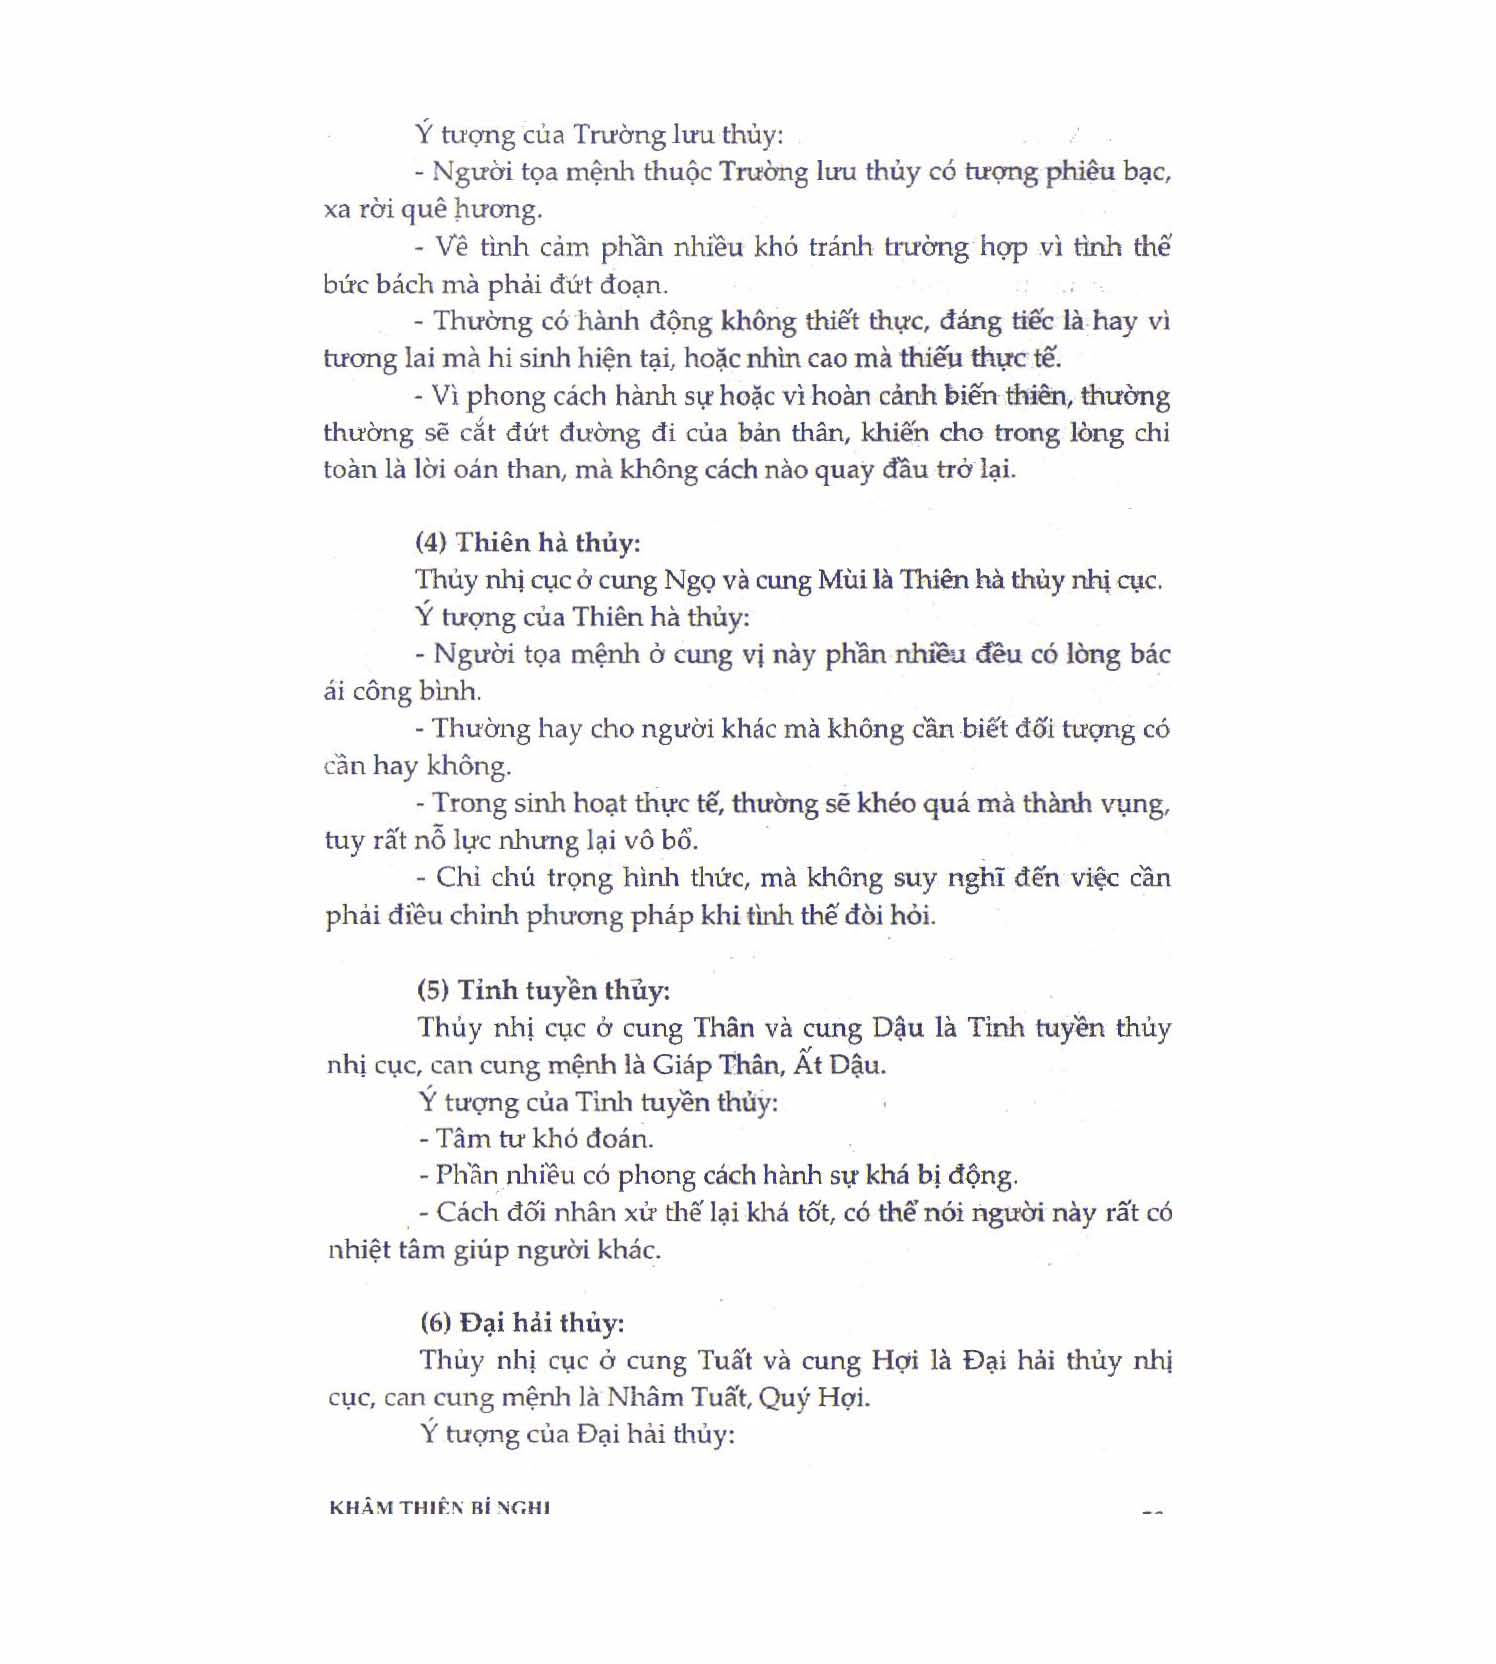 Ý tượng của Trường lưu thủy:
- Người tọa mệnh thuộc Trường lưu thủy có tượng phiêu bạc,
xa rời quê hương.
- Về tình cảm phần nhiều khó tránh trường hợp vì tình thế
bức bách mà phải đứt đoạn.
- Thường có hành động không thiết thực, đáng tiếc là hay vì
tương lai mà hi sinh hiện tại, hoặc nhìn cao mà thiếu thực tế.
- Vì phong cách hành sự hoặc vì hoàn cảnh biến thiên, thường
thường sẽ cắt đứt đường đi của bản thân, khiến cho trong lòng chỉ
toàn là lời oán than, mà không cách nào quay đầu trở lại.
(4) Thiên hà thủy:
Thủy nhị cục ở cung Ngọ và cung Mùi là Thiên hà thủy nhị cục.
Ý tượng của Thiên hà thủy:
- Người tọa mệnh ở cung vị này phần nhiều đều có lòng bác
ái công bình.
- Thường hay cho người khác mà không cần biết đối tượng có
cần hay không.
- Trong sinh hoạt thực tế, thường sẽ khéo quá mà thành vụng,
tuy rất nỗ lực nhưng lại vô bổ.
- Chỉ chú trọng hình thức, mà không suy nghĩ đến việc cần
phải điều chỉnh phương pháp khi tình thế đòi hỏi.
(5) Tỉnh tuyền thủy:
Thủy nhị cục ở cung Thân và cung Dậu là Tỉnh tuyền thủy
nhị cục, can cung mệnh là Giáp Thân, Ất Dậu.
Ý tượng của Tỉnh tuyền thủy:
- Tâm tư khó đoán.
- Phần nhiều có phong cách hành sự khá bị động.
- Cách đối nhân xử thế lại khá tốt, có thể nói người này rất có
nhiệt tâm giúp người khác.
(6) Đại hải thủy:
Thủy nhị cục ở cung Tuất và cung Hợi là Đại hải thủy nhị
cục, can cung mệnh là Nhâm Tuất, Quý Hợi.
Ý tượng của Đại hải thủy:
KHÂM THIÊN BÍ NGHI